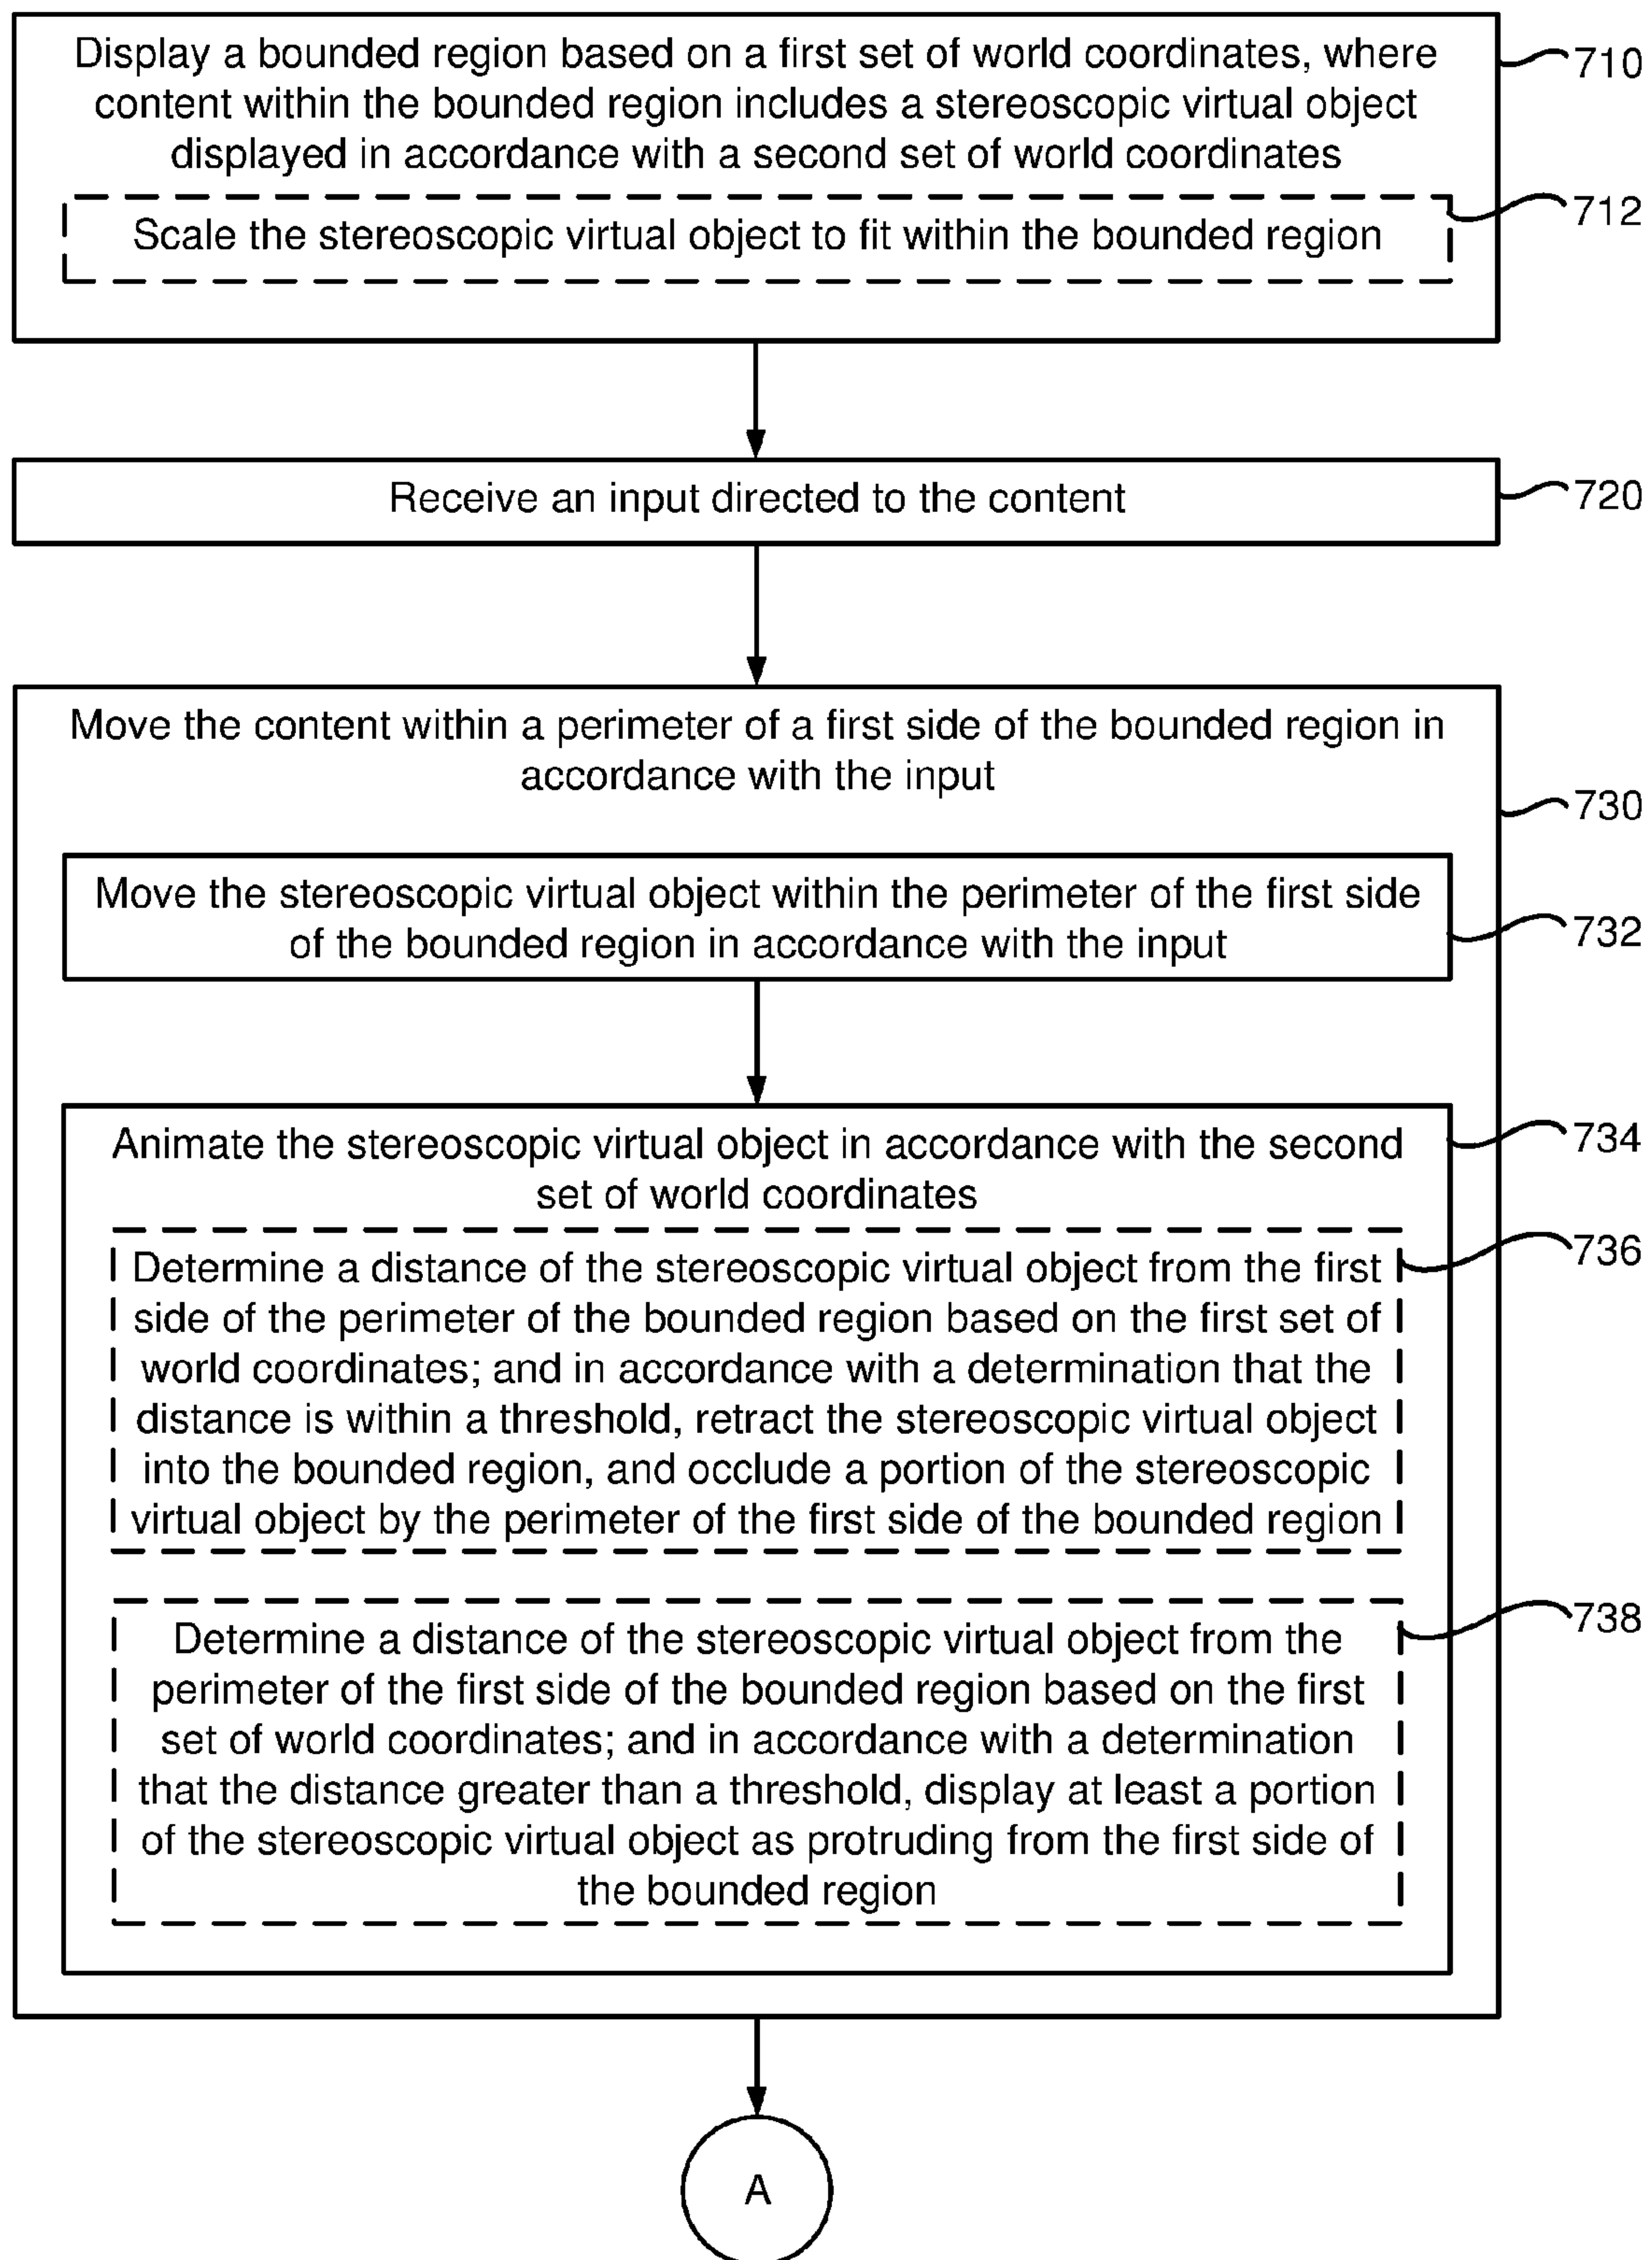 Display a bounded region based on a first set of world coordinates, where
content within the bounded region includes a stereoscopic virtual object
displayed in accordance with a second set of world coordinates
710
Scale the stereoscopic virtual object to fit within the bounded region
712
Receive an input directed to the content
720
Move the content within a perimeter of a first side of the bounded region in
accordance with the input
730
Move the stereoscopic virtual object within the perimeter of the first side
of the bounded region in accordance with the input
732
Animate the stereoscopic virtual object in accordance with the second
set of world coordinates
734
Determine a distance of the stereoscopic virtual object from the first
side of the perimeter of the bounded region based on the first set of
world coordinates; and in accordance with a determination that the
distance is within a threshold, retract the stereoscopic virtual object
into the bounded region, and occlude a portion of the stereoscopic
virtual object by the perimeter of the first side of the bounded region
736
Determine a distance of the stereoscopic virtual object from the
perimeter of the first side of the bounded region based on the first
set of world coordinates; and in accordance with a determination
that the distance greater than a threshold, display at least a portion
of the stereoscopic virtual object as protruding from the first side of
the bounded region
738
A